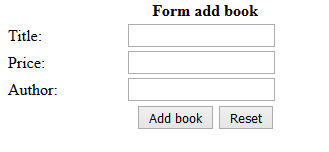 Form add book
Title:
Price:
Author:
Add book Reset